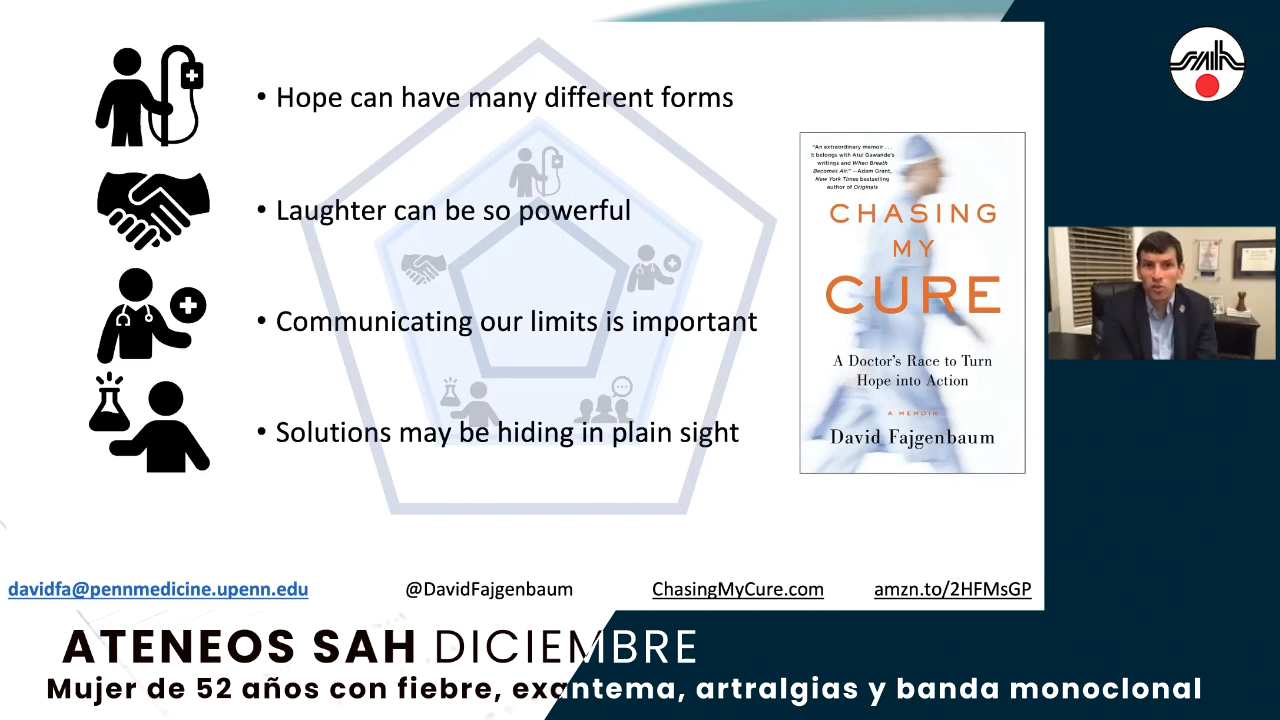 • Hope can have many different forms
• Laughter can be so powerful
• Communicating our limits is important
• Solutions may be hiding in plain sight
"An extraordinary memoir . . .
It belongs with Atul Gawande's
writings and When Breath
Becomes Air." —Adam Grant,
New York Times bestselling
author of Originals
CHASING
MY
CURE
A Doctor's Race to Turn
Hope into Action
A MEMOIR
David Fajgenbaum
davidfa@pennmedicine.upenn.edu
@DavidFajgenbaum
ChasingMyCure.com
amzn.to/2HFMsGP
ATENEOS SAH DICIEMBRE
Mujer de 52 años con fiebre, exantema, artralgias y banda monoclonal